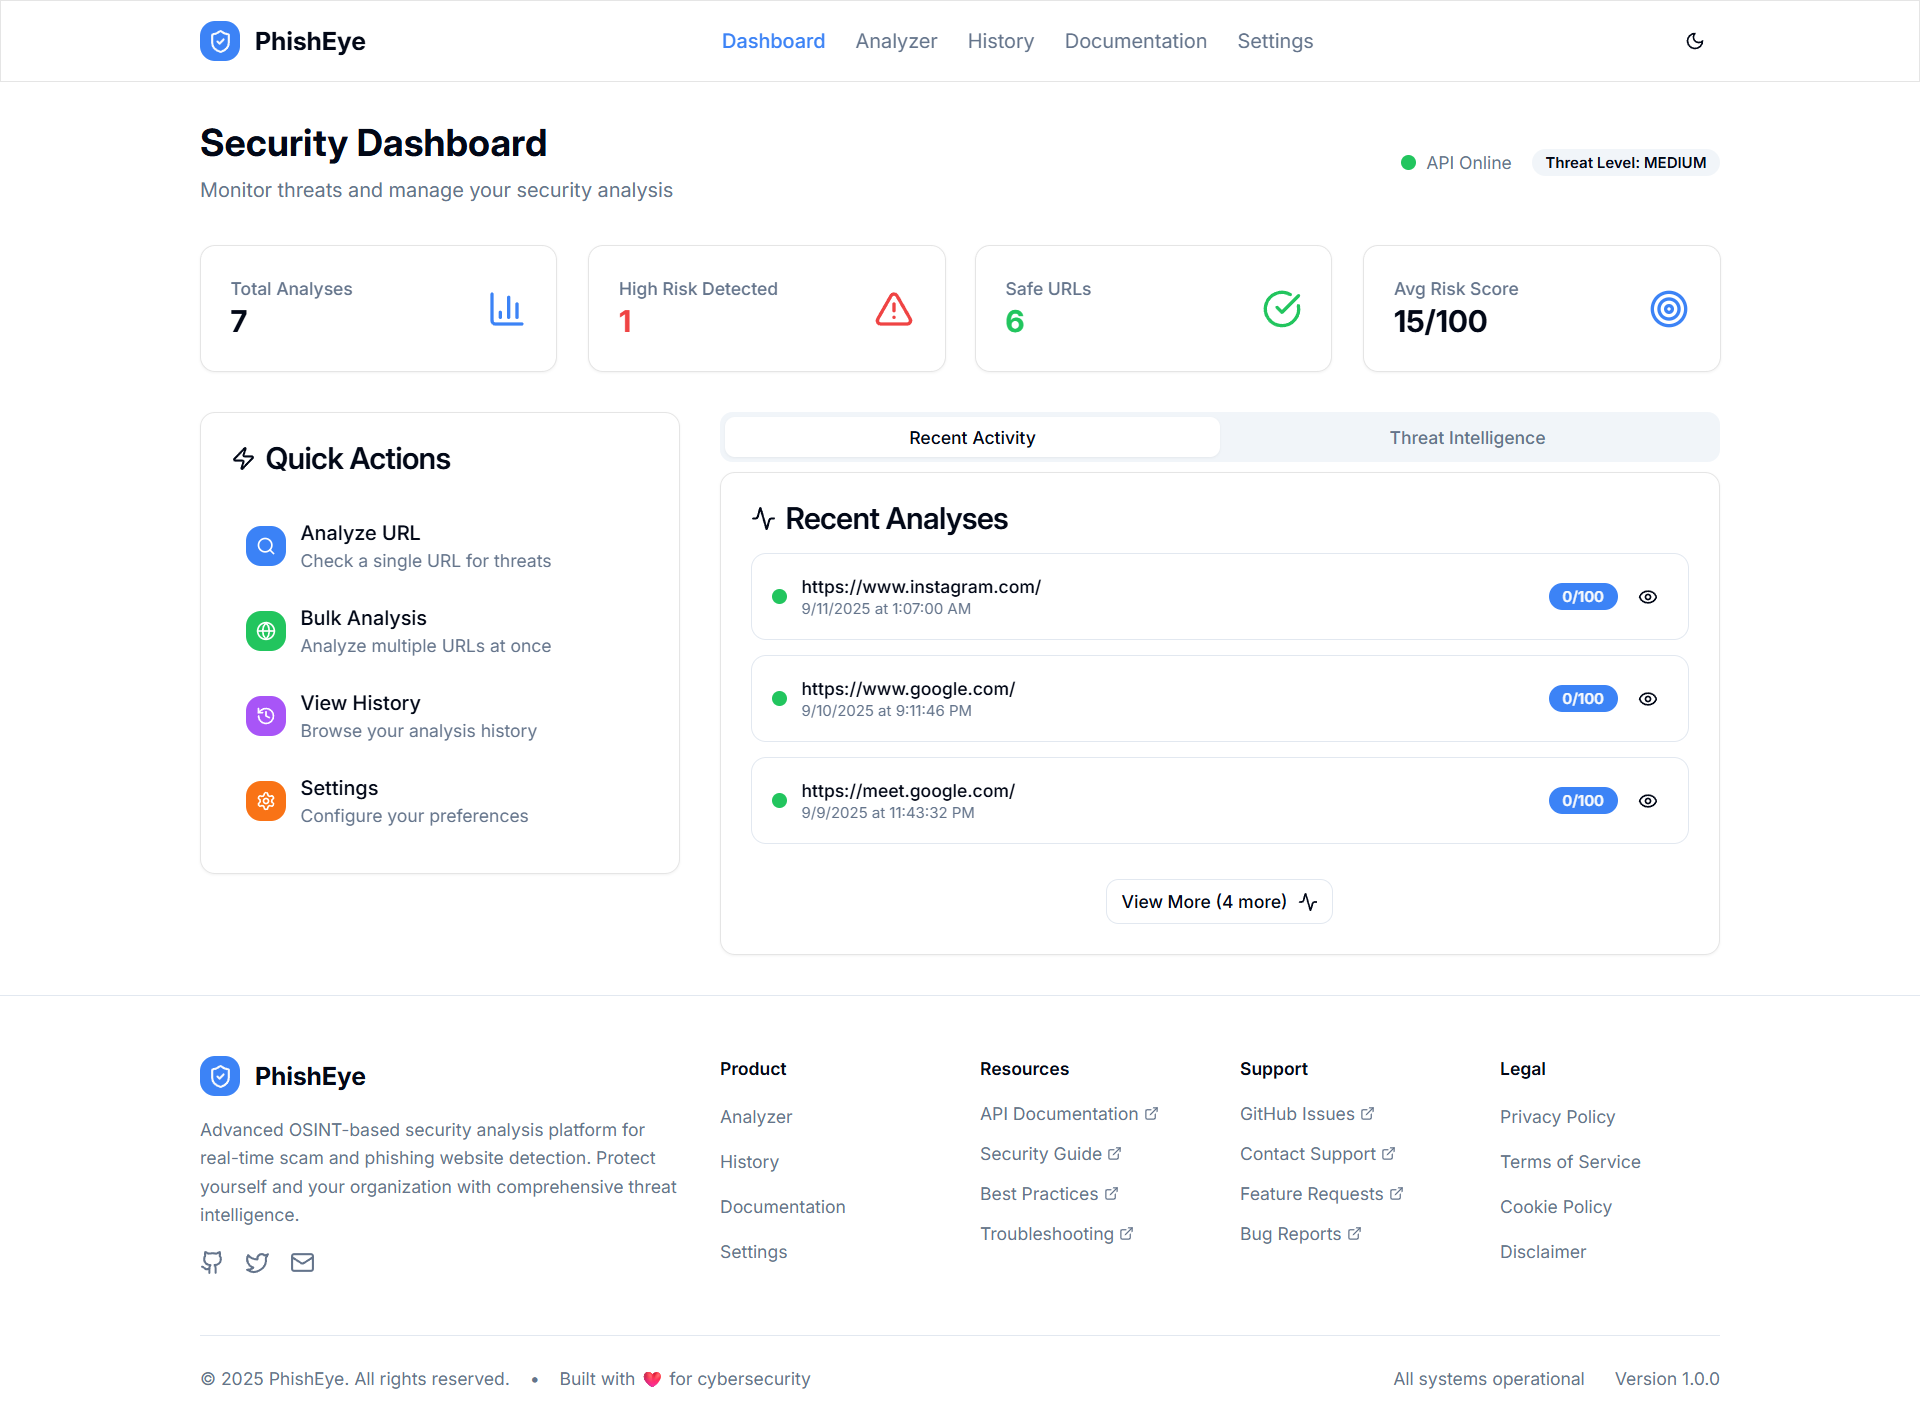 PhishEye
Dashboard
Analyzer
History
Documentation
Settings
Security Dashboard
Monitor threats and manage your security analysis
API Online
Threat Level: MEDIUM
Total Analyses
7
High Risk Detected
1
Safe URLs
6
Avg Risk Score
15/100
Quick Actions
Analyze URL
Check a single URL for threats
Bulk Analysis
Analyze multiple URLs at once
View History
Browse your analysis history
Settings
Configure your preferences
Recent Activity
Threat Intelligence
Recent Analyses
https://www.instagram.com/
9/11/2025 at 1:07:00 AM
0/100
https://www.google.com/
9/10/2025 at 9:11:46 PM
0/100
https://meet.google.com/
9/9/2025 at 11:43:32 PM
0/100
View More (4 more)
PhishEye
Advanced OSINT-based security analysis platform for
real-time scam and phishing website detection. Protect
yourself and your organization with comprehensive threat
intelligence.
Product
Analyzer
History
Documentation
Settings
Resources
API Documentation
Security Guide
Best Practices
Troubleshooting
Support
GitHub Issues
Contact Support
Feature Requests
Bug Reports
Legal
Privacy Policy
Terms of Service
Cookie Policy
Disclaimer
© 2025 PhishEye. All rights reserved. • Built with ❤️ for cybersecurity
All systems operational
Version 1.0.0